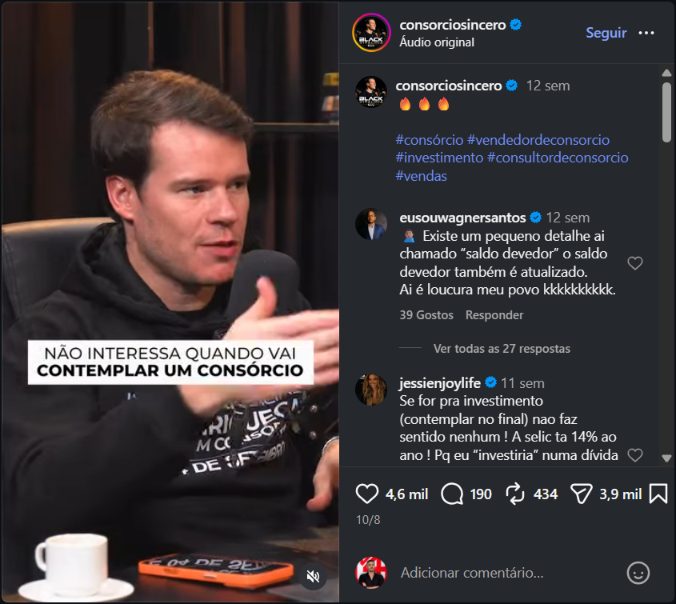 consorciosincero
Áudio original
Seguir
BLACK
consorciosincero 12 sem
🔥🔥🔥
#consórcio #vendedordeconsorcio
#investimento #consultordeconsorcio
#vendas
eusouwagnersantos 12 sem
🤦🏽‍♂️ Existe um pequeno detalhe ai
chamado “saldo devedor” o saldo
devedor também é atualizado.
Ai é loucura meu povo kkkkkkkkkk.
39 Gostos Responder
Ver todas as 27 respostas
jessienjoylife 11 sem
Se for pra investimento
(contemplar no final) nao faz
sentido nenhum ! A selic ta 14% ao
ano ! Pq eu “investiria” numa dívida
4,6 mil 190 434 3,9 mil
10/8
Adicionar comentário...
NÃO INTERESSA QUANDO VAI
CONTEMPLAR UM CONSÓRCIO